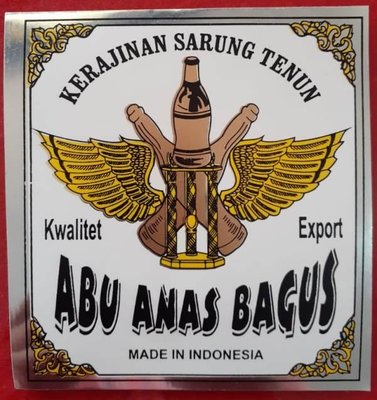 KERAJINAN SARUNG TENUN
Kwalitet Export
ABU ANAS BAGUS
MADE IN INDONESIA